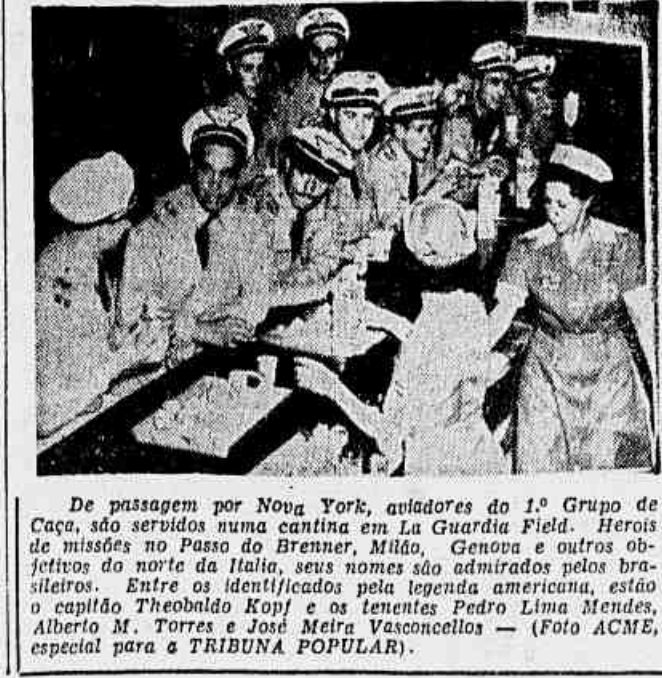 De passagem por Nova York, aviadores do 1.º Grupo de
Caça, são servidos numa cantina em La Guardia Field. Herois
de missões no Passo do Brenner, Milão, Genova e outros ob-
jetivos do norte da Italia, seus nomes são admirados pelos bra-
sileiros. Entre os identificados pela legenda americana, estão
o capitão Theobaldo Kopf e os tenentes Pedro Lima Mendes,
Alberto M. Torres e José Meira Vasconcellos — (Foto ACME,
especial para a TRIBUNA POPULAR).